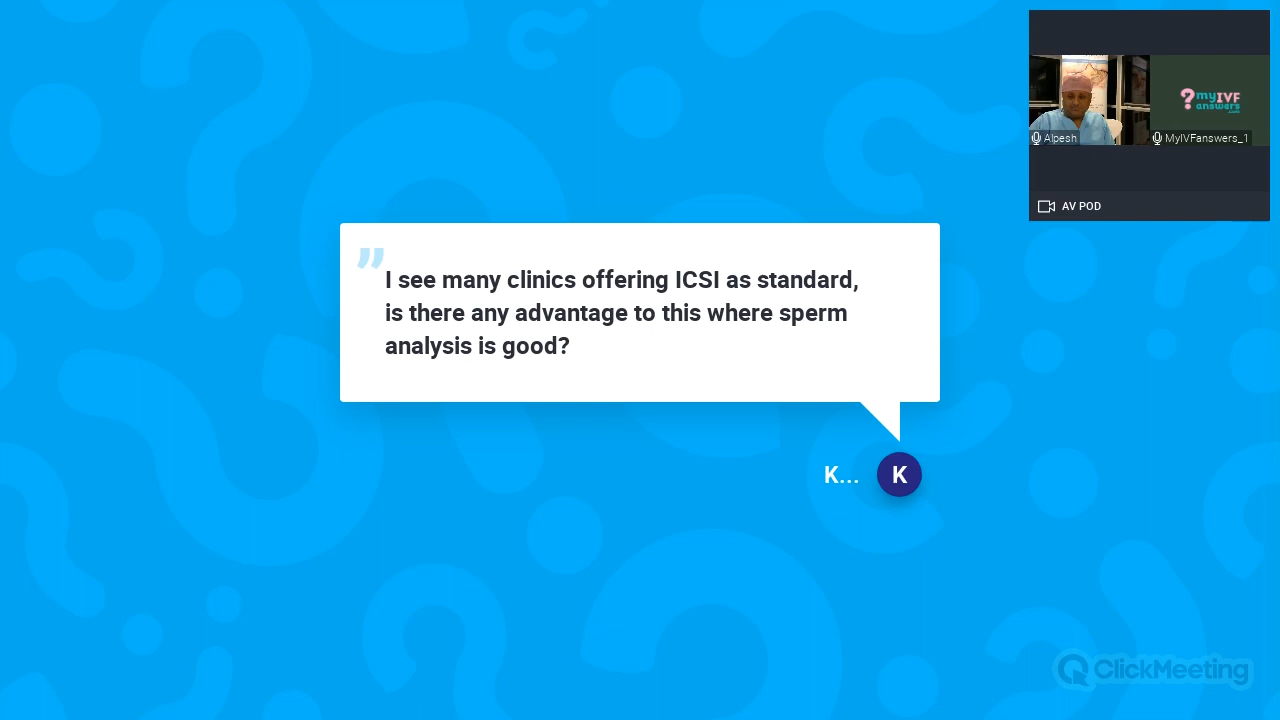 myIVF
answers
.com
Alpesh
MyIVFanswers_1
AV POD
I see many clinics offering ICSI as standard,
is there any advantage to this where sperm
analysis is good?
K...
K
ClickMeeting